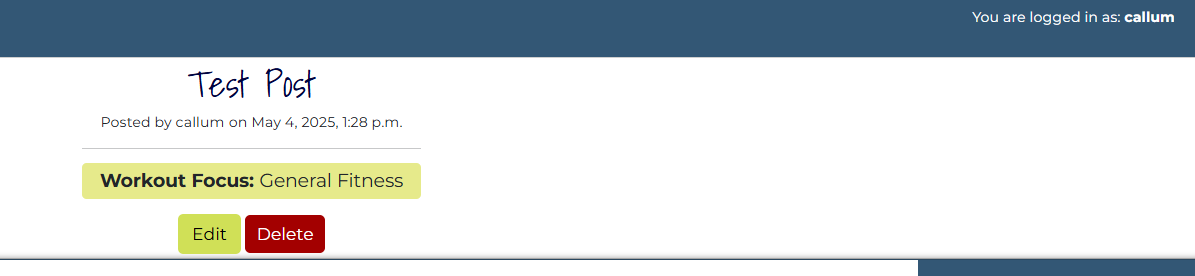 You are logged in as: callum
Test Post
Posted by callum on May 4, 2025, 1:28 p.m.
Workout Focus: General Fitness
Edit Delete